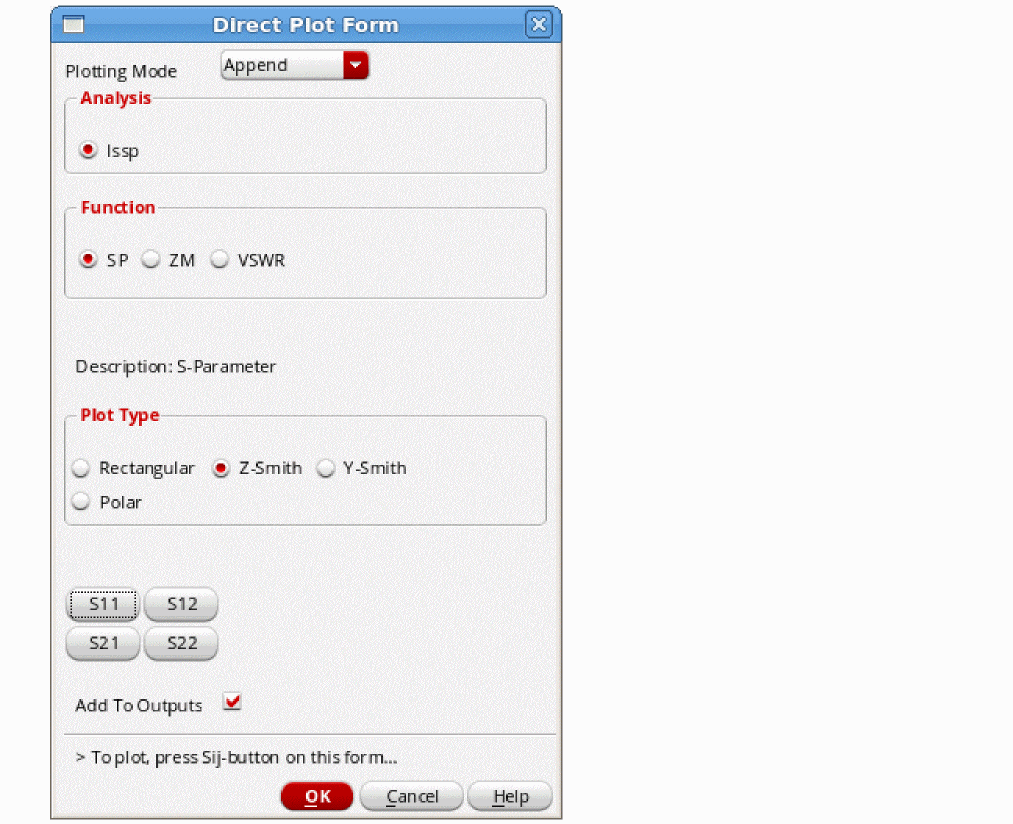 Direct Plot Form
Plotting Mode Append
Analysis
lssp
Function
SP ZM VSWR
Description: S-Parameter
Plot Type
Rectangular Z-Smith Y-Smith
Polar
S11 S12
S21 S22
Add To Outputs
> To plot, press Sij-button on this form...
OK Cancel Help